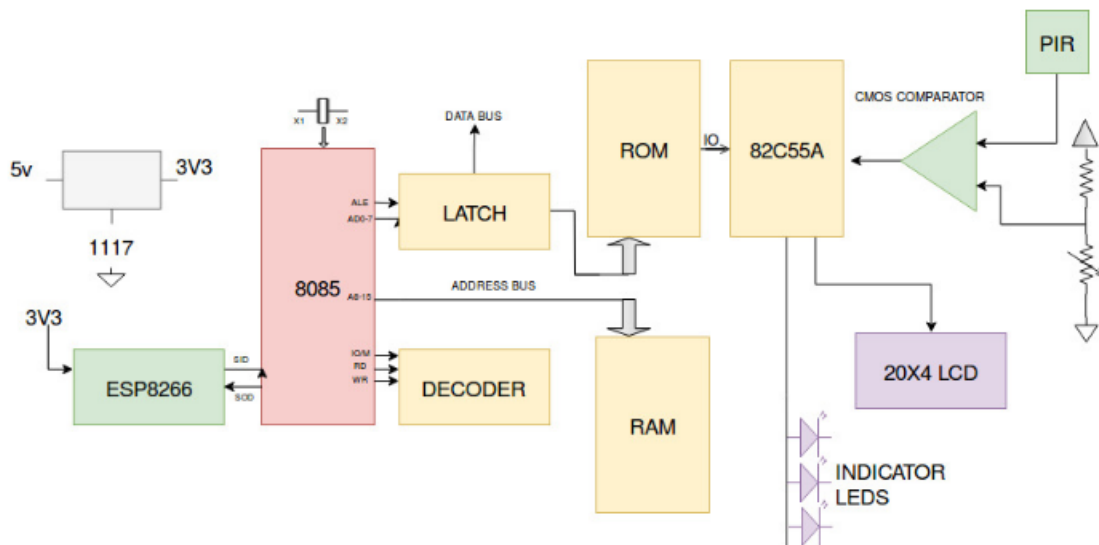 PIR
CMOS COMPARATOR
X1
X2
DATA BUS
ROM
IO
82C55A
5v
3V3
1117
ALE
AD0-7
LATCH
8085
A8-15
ADDRESS BUS
3V3
ESP8266
SID
SOD
IO/M
RD
WR
DECODER
RAM
20X4 LCD
INDICATOR
LEDS